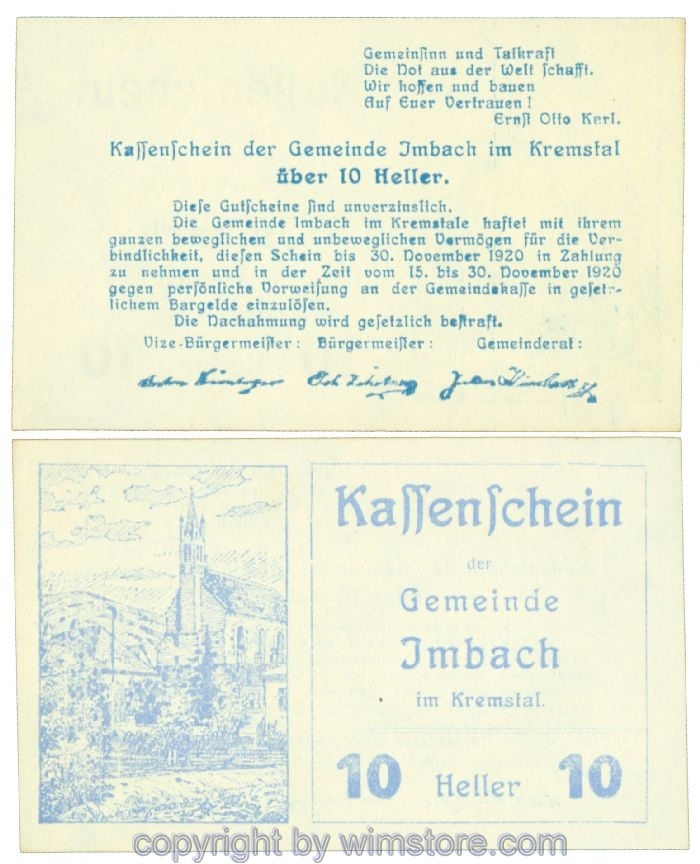 Gemeinſinn und Tatkraft
Die Not aus der Welt ſchafft.
Wir hoffen und bauen
Auf Euer Vertrauen!
Ernſt Otto Karl.
Kaſſenſchein der Gemeinde Imbach im Kremstal
über 10 Heller.
Dieſe Gutſcheine ſind unverzinslich.
Die Gemeinde Imbach im Kremstale haftet mit ihrem
ganzen beweglichen und unbeweglichen Vermögen für die Ver-
bindlichkeit, dieſen Schein bis 30. November 1920 in Zahlung
zu nehmen und in der Zeit vom 15. bis 30. November 1920
gegen perſönliche Vorweiſung an der Gemeindekaſſe in geſetz-
lichem Bargelde einzulöſen.
Die Nachahmung wird geſetzlich beſtraft.
Vize-Bürgermeiſter: Bürgermeiſter: Gemeinderat:
Kaſſenſchein
der
Gemeinde
Imbach
im Kremstal.
10 Heller 10
copyright by wimstore.com